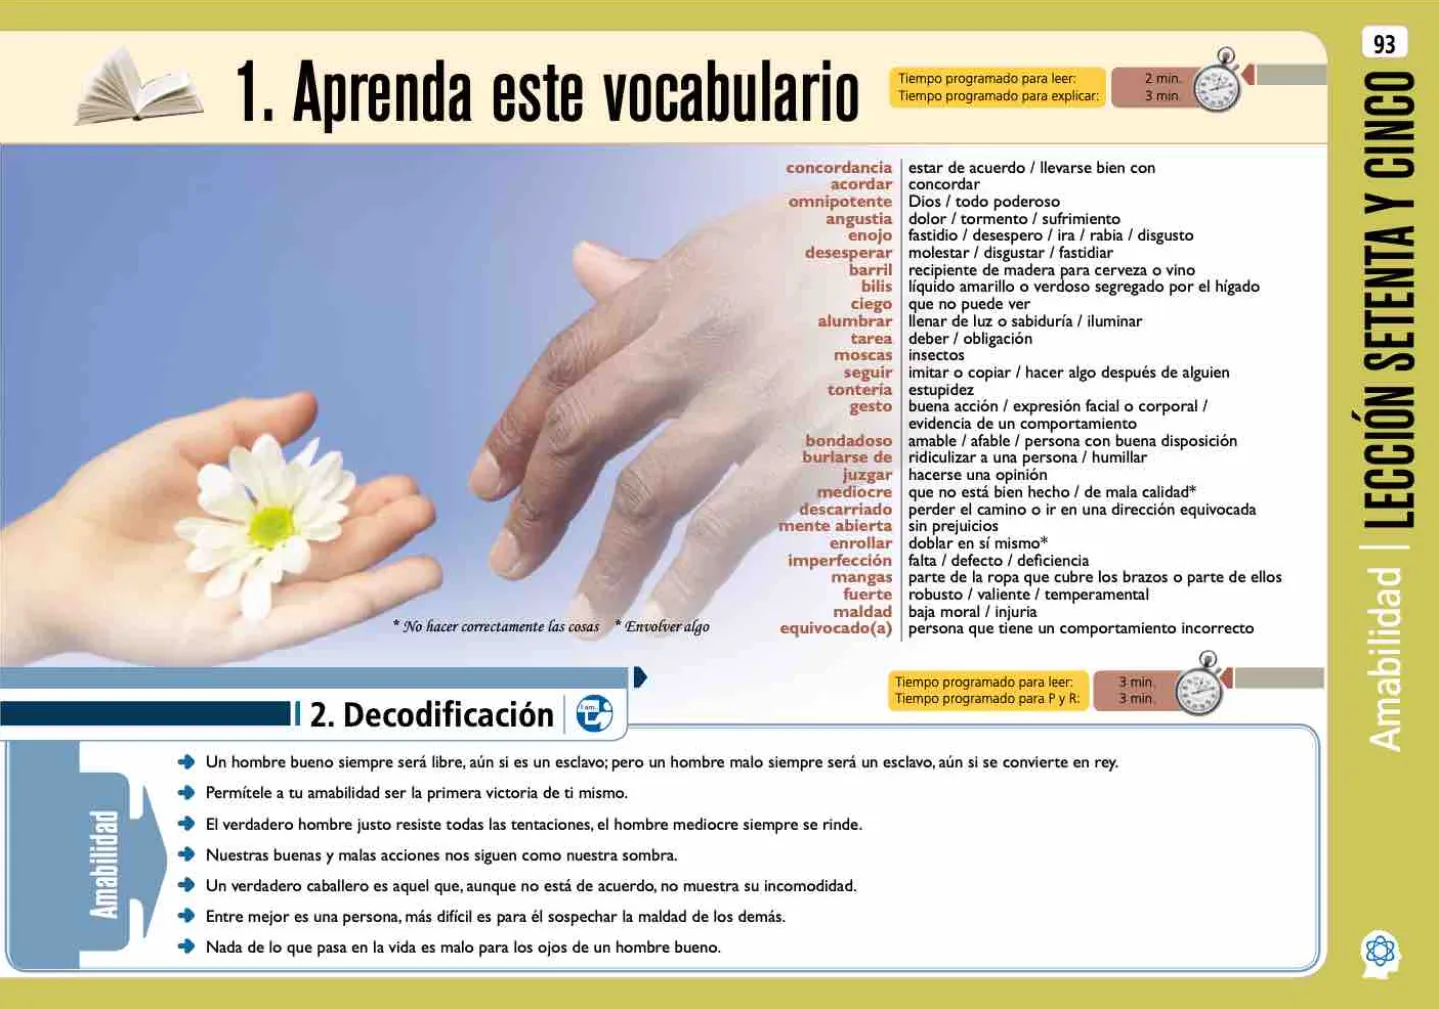 93
LECCIÓN SETENTA Y CINCO
Amabilidad
1. Aprenda este vocabulario
Tiempo programado para leer: 2 min.
Tiempo programado para explicar: 3 min.
concordancia estar de acuerdo / llevarse bien con
acordar concordar
omnipotente Dios / todo poderoso
angustia dolor / tormento / sufrimiento
enojo fastidio / desespero / ira / rabia / disgusto
desesperar molestar / disgustar / fastidiar
barril recipiente de madera para cerveza o vino
bilis líquido amarillo o verdoso segregado por el hígado
ciego que no puede ver
alumbrar llenar de luz o sabiduría / iluminar
tarea deber / obligación
moscas insectos
seguir imitar o copiar / hacer algo después de alguien
tontería estupidez
gesto buena acción / expresión facial o corporal /
evidencia de un comportamiento
bondadoso amable / afable / persona con buena disposición
burlarse de ridiculizar a una persona / humillar
juzgar hacerse una opinión
mediocre que no está bien hecho / de mala calidad*
descarriado perder el camino o ir en una dirección equivocada
mente abierta sin prejuicios
enrollar doblar en sí mismo*
imperfección falta / defecto / deficiencia
mangas parte de la ropa que cubre los brazos o parte de ellos
fuerte robusto / valiente / temperamental
maldad baja moral / injuria
equivocado(a) persona que tiene un comportamiento incorrecto
* No hacer correctamente las cosas * Envolver algo
Tiempo programado para leer: 3 min.
Tiempo programado para P y R: 3 min.
2. Decodificación
I am
Amabilidad
Un hombre bueno siempre será libre, aún si es un esclavo; pero un hombre malo siempre será un esclavo, aún si se convierte en rey.
Permítele a tu amabilidad ser la primera victoria de ti mismo.
El verdadero hombre justo resiste todas las tentaciones, el hombre mediocre siempre se rinde.
Nuestras buenas y malas acciones nos siguen como nuestra sombra.
Un verdadero caballero es aquel que, aunque no está de acuerdo, no muestra su incomodidad.
Entre mejor es una persona, más difícil es para él sospechar la maldad de los demás.
Nada de lo que pasa en la vida es malo para los ojos de un hombre bueno.